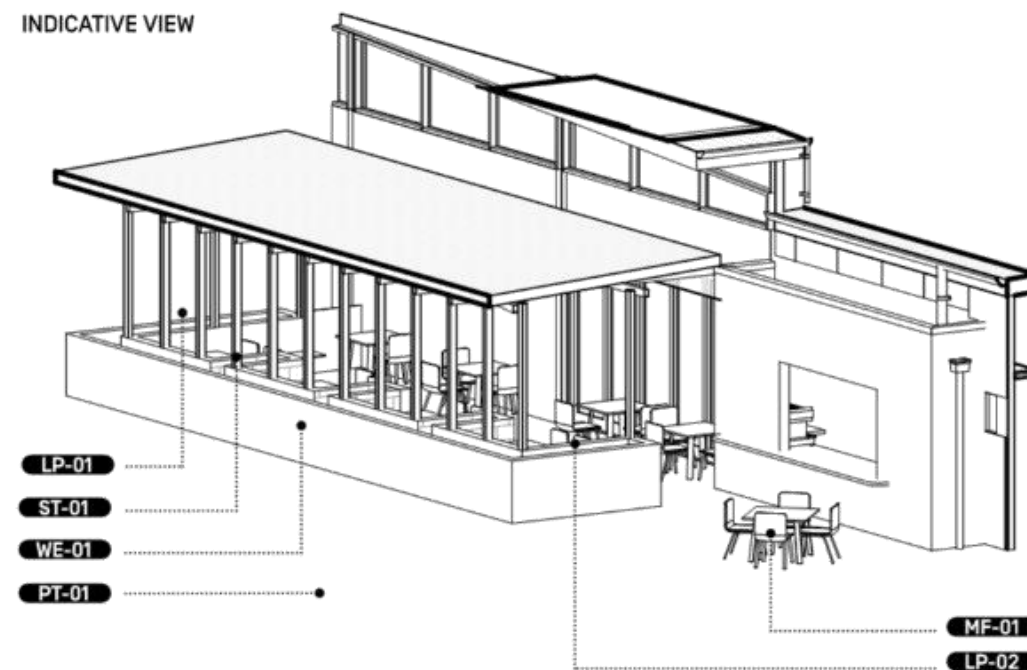 INDICATIVE VIEW
LP-01
ST-01
WE-01
PT-01
MF-01
LP-02